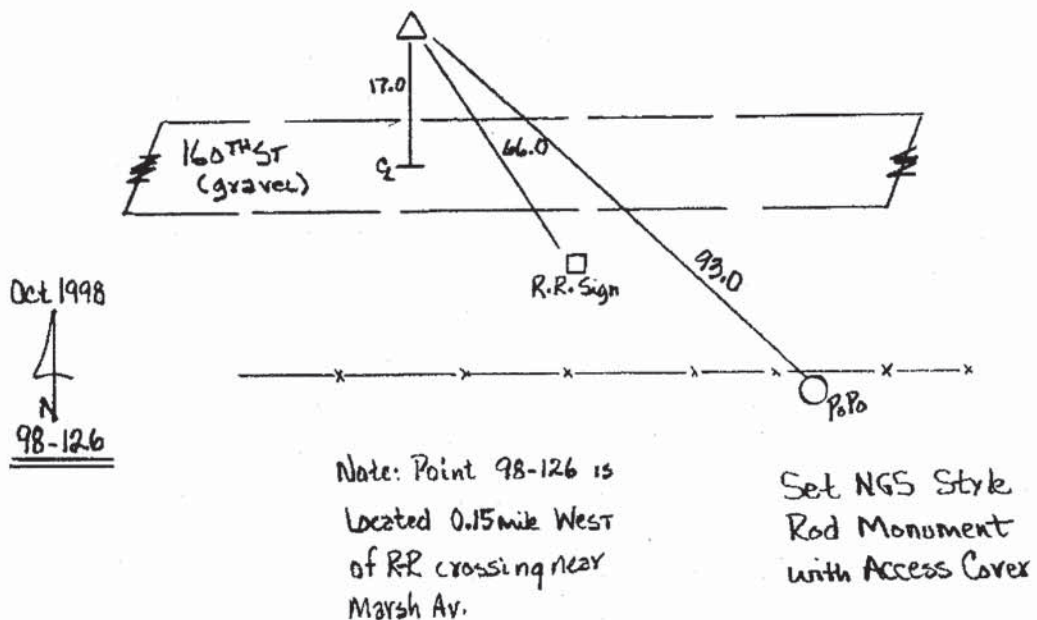 17.0
160TH ST
(gravel)
℄
66.0
93.0
R.R. Sign
PoPo
Oct 1998
N
98-126
Note: Point 98-126 is
Located 0.15 mile West
of R-R crossing near
Marsh Av.
Set NGS Style
Rod Monument
with Access Cover